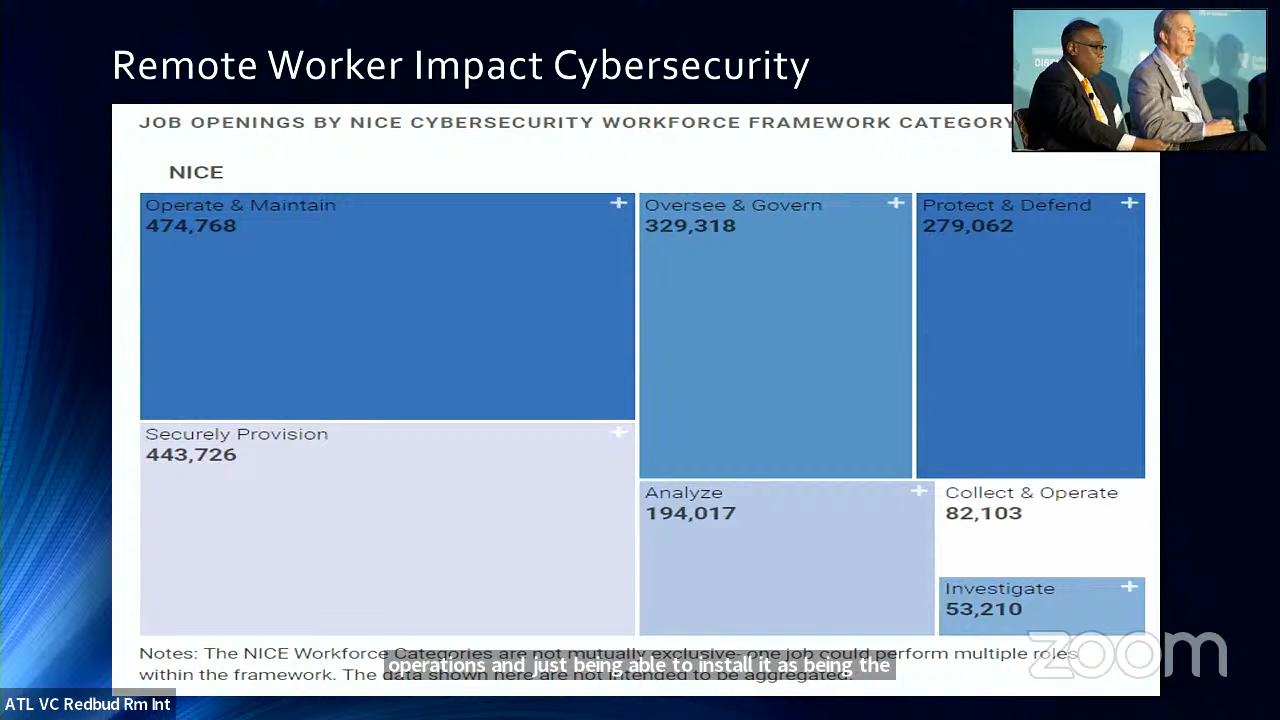 Remote Worker Impact Cybersecurity
JOB OPENINGS BY NICE CYBERSECURITY WORKFORCE FRAMEWORK CATEGORY
NICE
Operate & Maintain
474,768
Oversee & Govern
329,318
Protect & Defend
279,062
Securely Provision
443,726
Analyze
194,017
Collect & Operate
82,103
Investigate
53,210
Notes: The NICE Workforce Categories are not mutually exclusive-one job could perform multiple roles
within the framework. The data shown here are not intended to be aggregated.
operations and just being able to install it as being the
zoom
ATL VC Redbud Rm Int